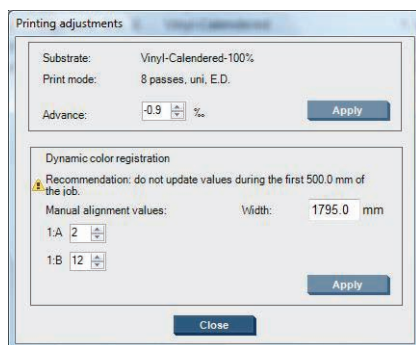 Printing adjustments
Substrate: Vinyl-Calendered-100%
Print mode: 8 passes, uni, E.D.
Advance: -0.9 ‰ Apply
Dynamic color registration
Recommendation: do not update values during the first 500.0 mm of
the job.
Manual alignment values: Width: 1795.0 mm
1:A 2
1:B 12
Apply
Close